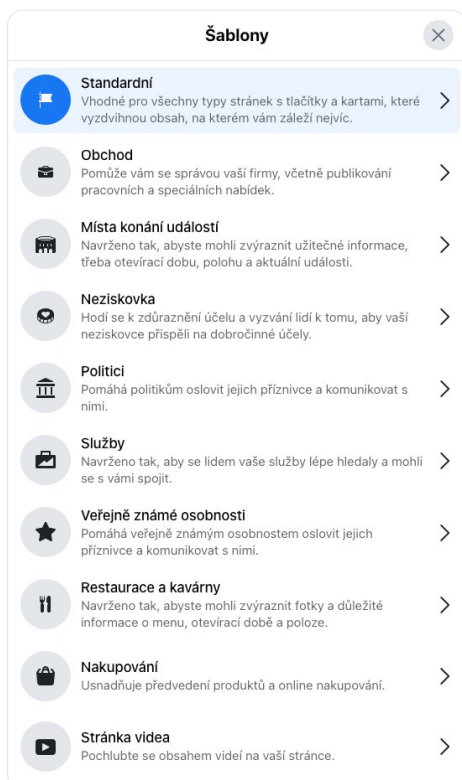 Šablony
Standardní
Vhodné pro všechny typy stránek s tlačítky a kartami, které
vyzdvihnou obsah, na kterém vám záleží nejvíc.
Obchod
Pomůže vám se správou vaší firmy, včetně publikování
pracovních a speciálních nabídek.
Místa konání událostí
Navrženo tak, abyste mohli zvýraznit užitečné informace,
třeba otevírací dobu, polohu a aktuální události.
Neziskovka
Hodí se k zdůraznění účelu a vyzvání lidí k tomu, aby vaší
neziskovce přispěli na dobročinné účely.
Politici
Pomáhá politikům oslovit jejich příznivce a komunikovat s
nimi.
Služby
Navrženo tak, aby se lidem vaše služby lépe hledaly a mohli
se s vámi spojit.
Veřejně známé osobnosti
Pomáhá veřejně známým osobnostem oslovit jejich
příznivce a komunikovat s nimi.
Restaurace a kavárny
Navrženo tak, abyste mohli zvýraznit fotky a důležité
informace o menu, otevírací době a poloze.
Nakupování
Usnadňuje předvedení produktů a online nakupování.
Stránka videa
Pochlubte se obsahem videí na vaší stránce.